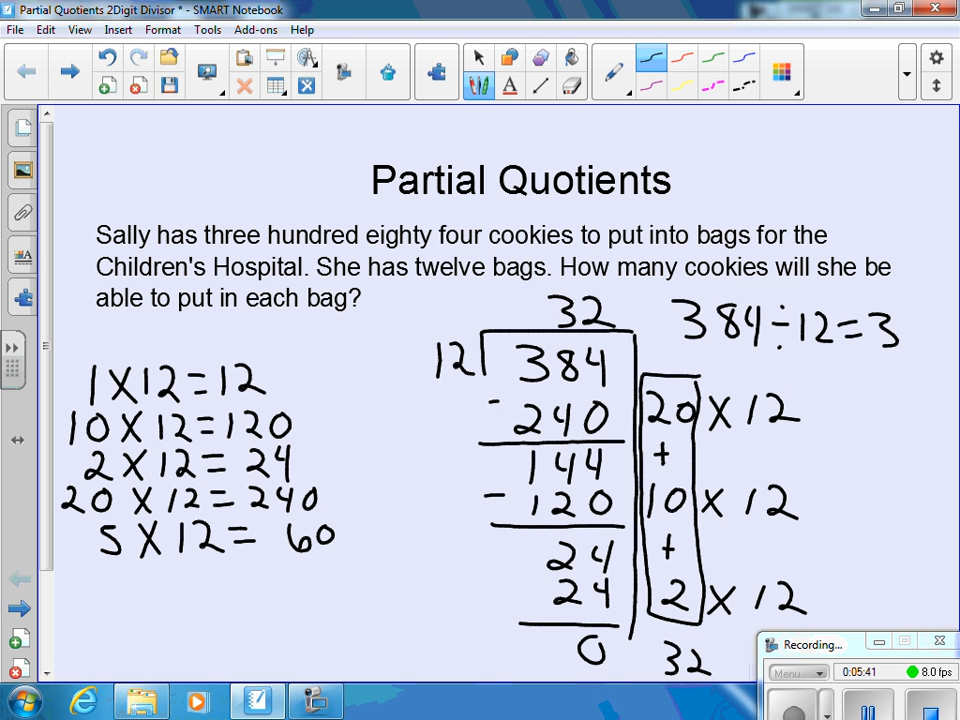 Partial Quotients 2Digit Divisor * - SMART Notebook
File Edit View Insert Format Tools Add-ons Help
Partial Quotients
Sally has three hundred eighty four cookies to put into bags for the
Children's Hospital. She has twelve bags. How many cookies will she be
able to put in each bag?
32
384÷12=3
12 384
1X12=12
- 240 20 X 12
10 X 12=120
144 +
2 X 12= 24
- 120 10 X 12
20 X 12= 240
5 X 12= 60
24 +
24 2 X 12
0 32
Recording...
Menu 0:05:41 8.0 fps